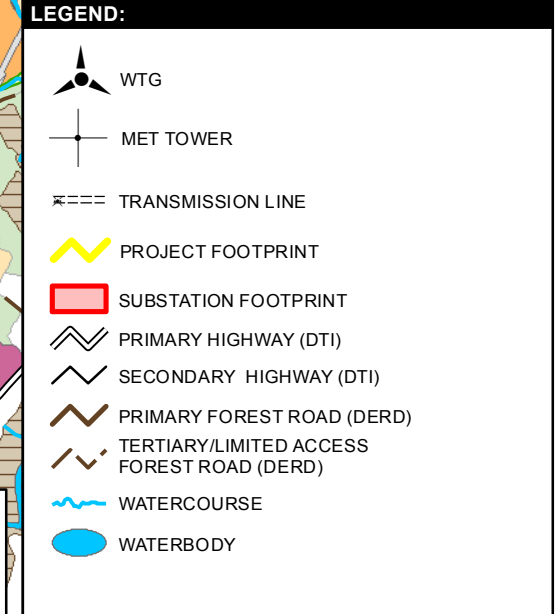 LEGEND:
WTG
MET TOWER
TRANSMISSION LINE
PROJECT FOOTPRINT
SUBSTATION FOOTPRINT
PRIMARY HIGHWAY (DTI)
SECONDARY HIGHWAY (DTI)
PRIMARY FOREST ROAD (DERD)
TERTIARY/LIMITED ACCESS
FOREST ROAD (DERD)
WATERCOURSE
WATERBODY